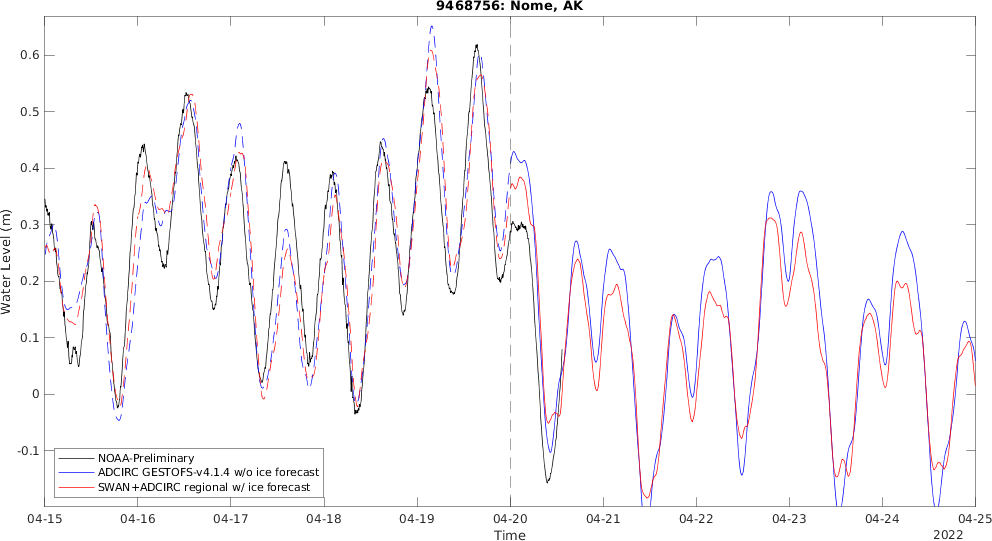 9468756: Nome, AK
Water Level (m)
0.6
0.5
0.4
0.3
0.2
0.1
0
-0.1
NOAA-Preliminary
ADCIRC GESTOFS-v4.1.4 w/o ice forecast
SWAN+ADCIRC regional w/ ice forecast
04-15 04-16 04-17 04-18 04-19 04-20 04-21 04-22 04-23 04-24 04-25
Time
2022